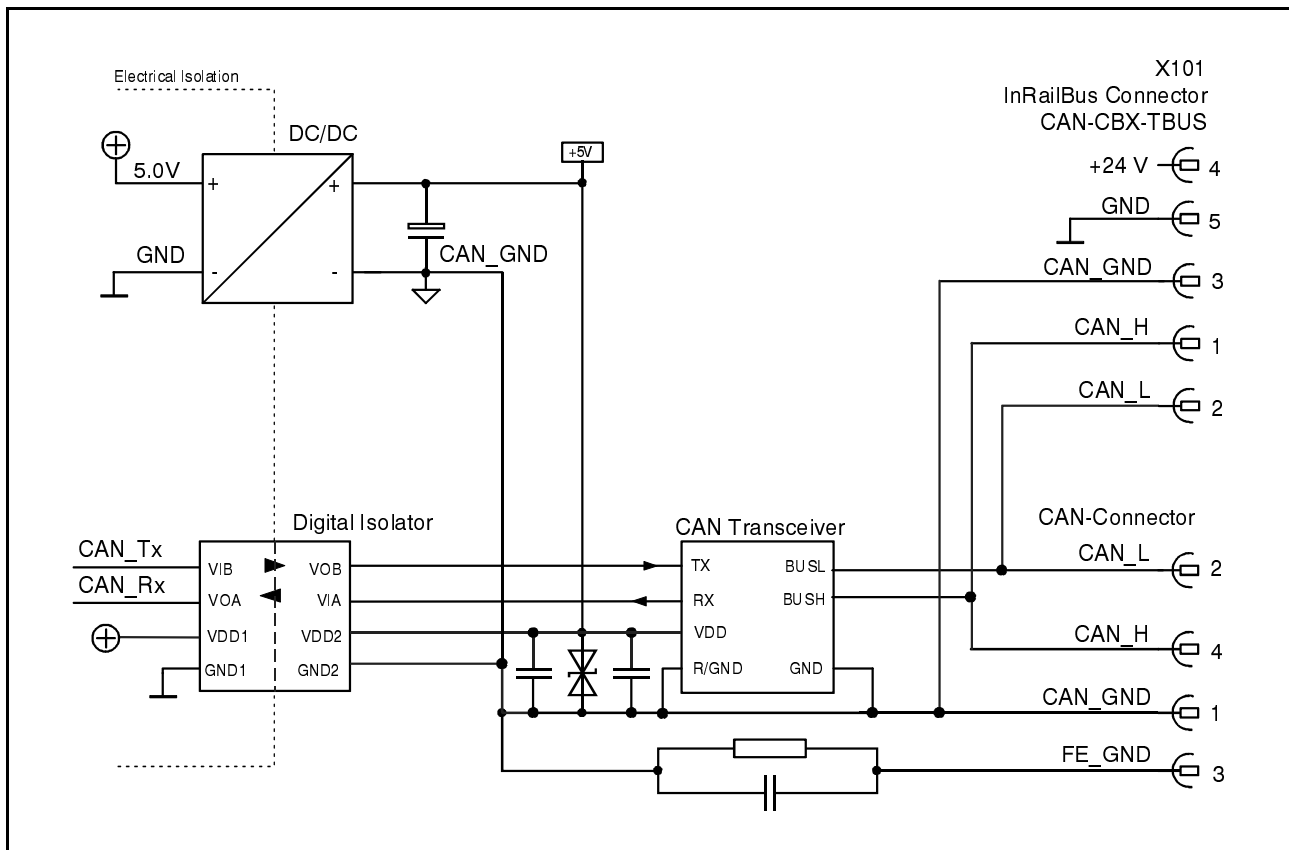 Electrical Isolation
X101
InRailBus Connector
CAN-CBX-TBUS
DC/DC
+5V
5.0V
+
+
+24 V
4
GND
5
GND
-
-
CAN_GND
CAN_GND
3
CAN_H
1
CAN_L
2
Digital Isolator
CAN Transceiver
CAN-Connector
CAN_Tx
VIB
VOB
TX
BUSL
CAN_L
2
CAN_Rx
VOA
VIA
RX
BUSH
VDD1
VDD2
VDD
CAN_H
4
GND1
GND2
R/GND
GND
CAN_GND
1
FE_GND
3